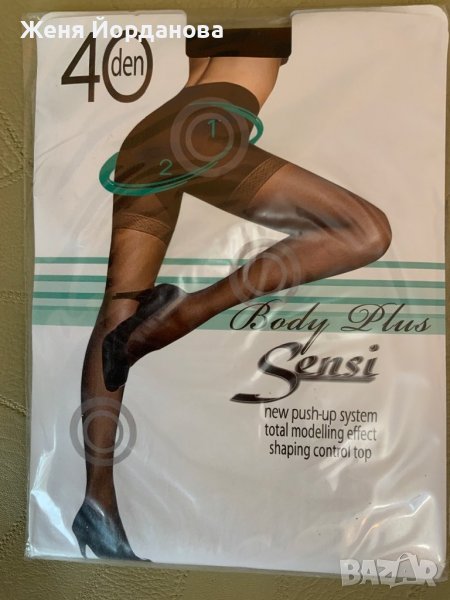 Женя Йорданова
40 den
1
2
Body Plus
Sensi
new push-up system
total modelling effect
shaping control top
BAZAR